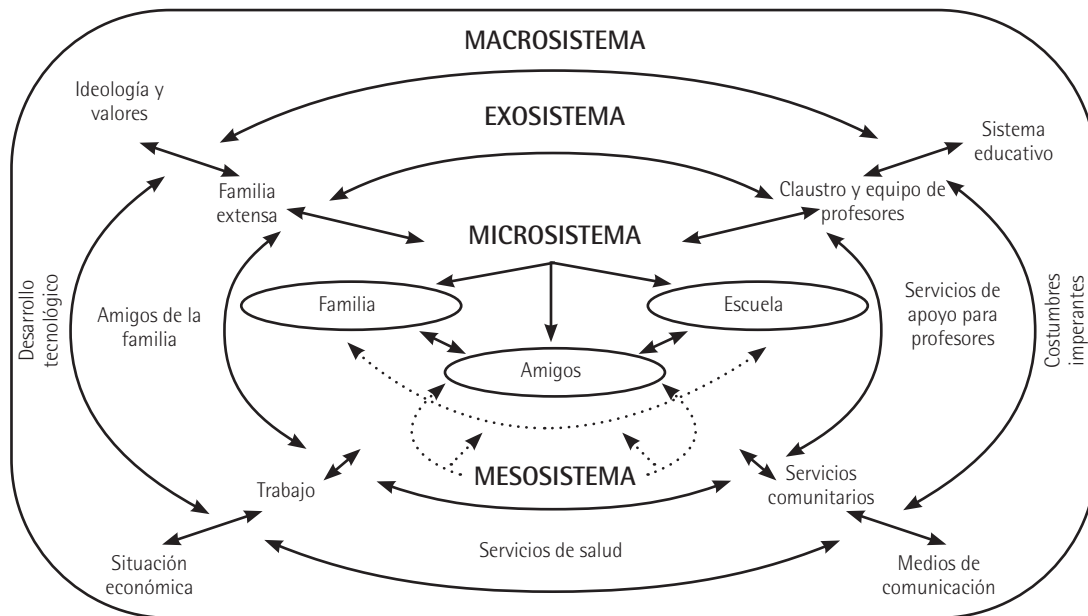 MACROSISTEMA
Ideología y
valores
EXOSISTEMA
Sistema
educativo
Familia
extensa
Claustro y equipo de
profesores
MICROSISTEMA
Desarrollo
tecnológico
Amigos de la
familia
Familia
Escuela
Servicios de
apoyo para
profesores
Costumbres
imperantes
Amigos
MESOSISTEMA
Trabajo
Servicios
comunitarios
Situación
económica
Servicios de salud
Medios de
comunicación